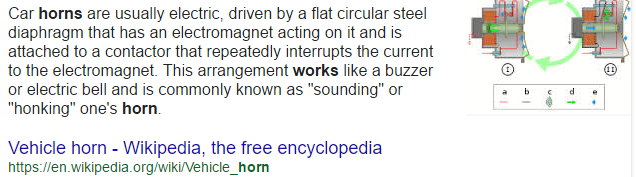 Car horns are usually electric, driven by a flat circular steel
diaphragm that has an electromagnet acting on it and is
attached to a contactor that repeatedly interrupts the current
to the electromagnet. This arrangement works like a buzzer
or electric bell and is commonly known as "sounding" or
"honking" one's horn.
Vehicle horn - Wikipedia, the free encyclopedia
https://en.wikipedia.org/wiki/Vehicle_horn
I II
a b c d e